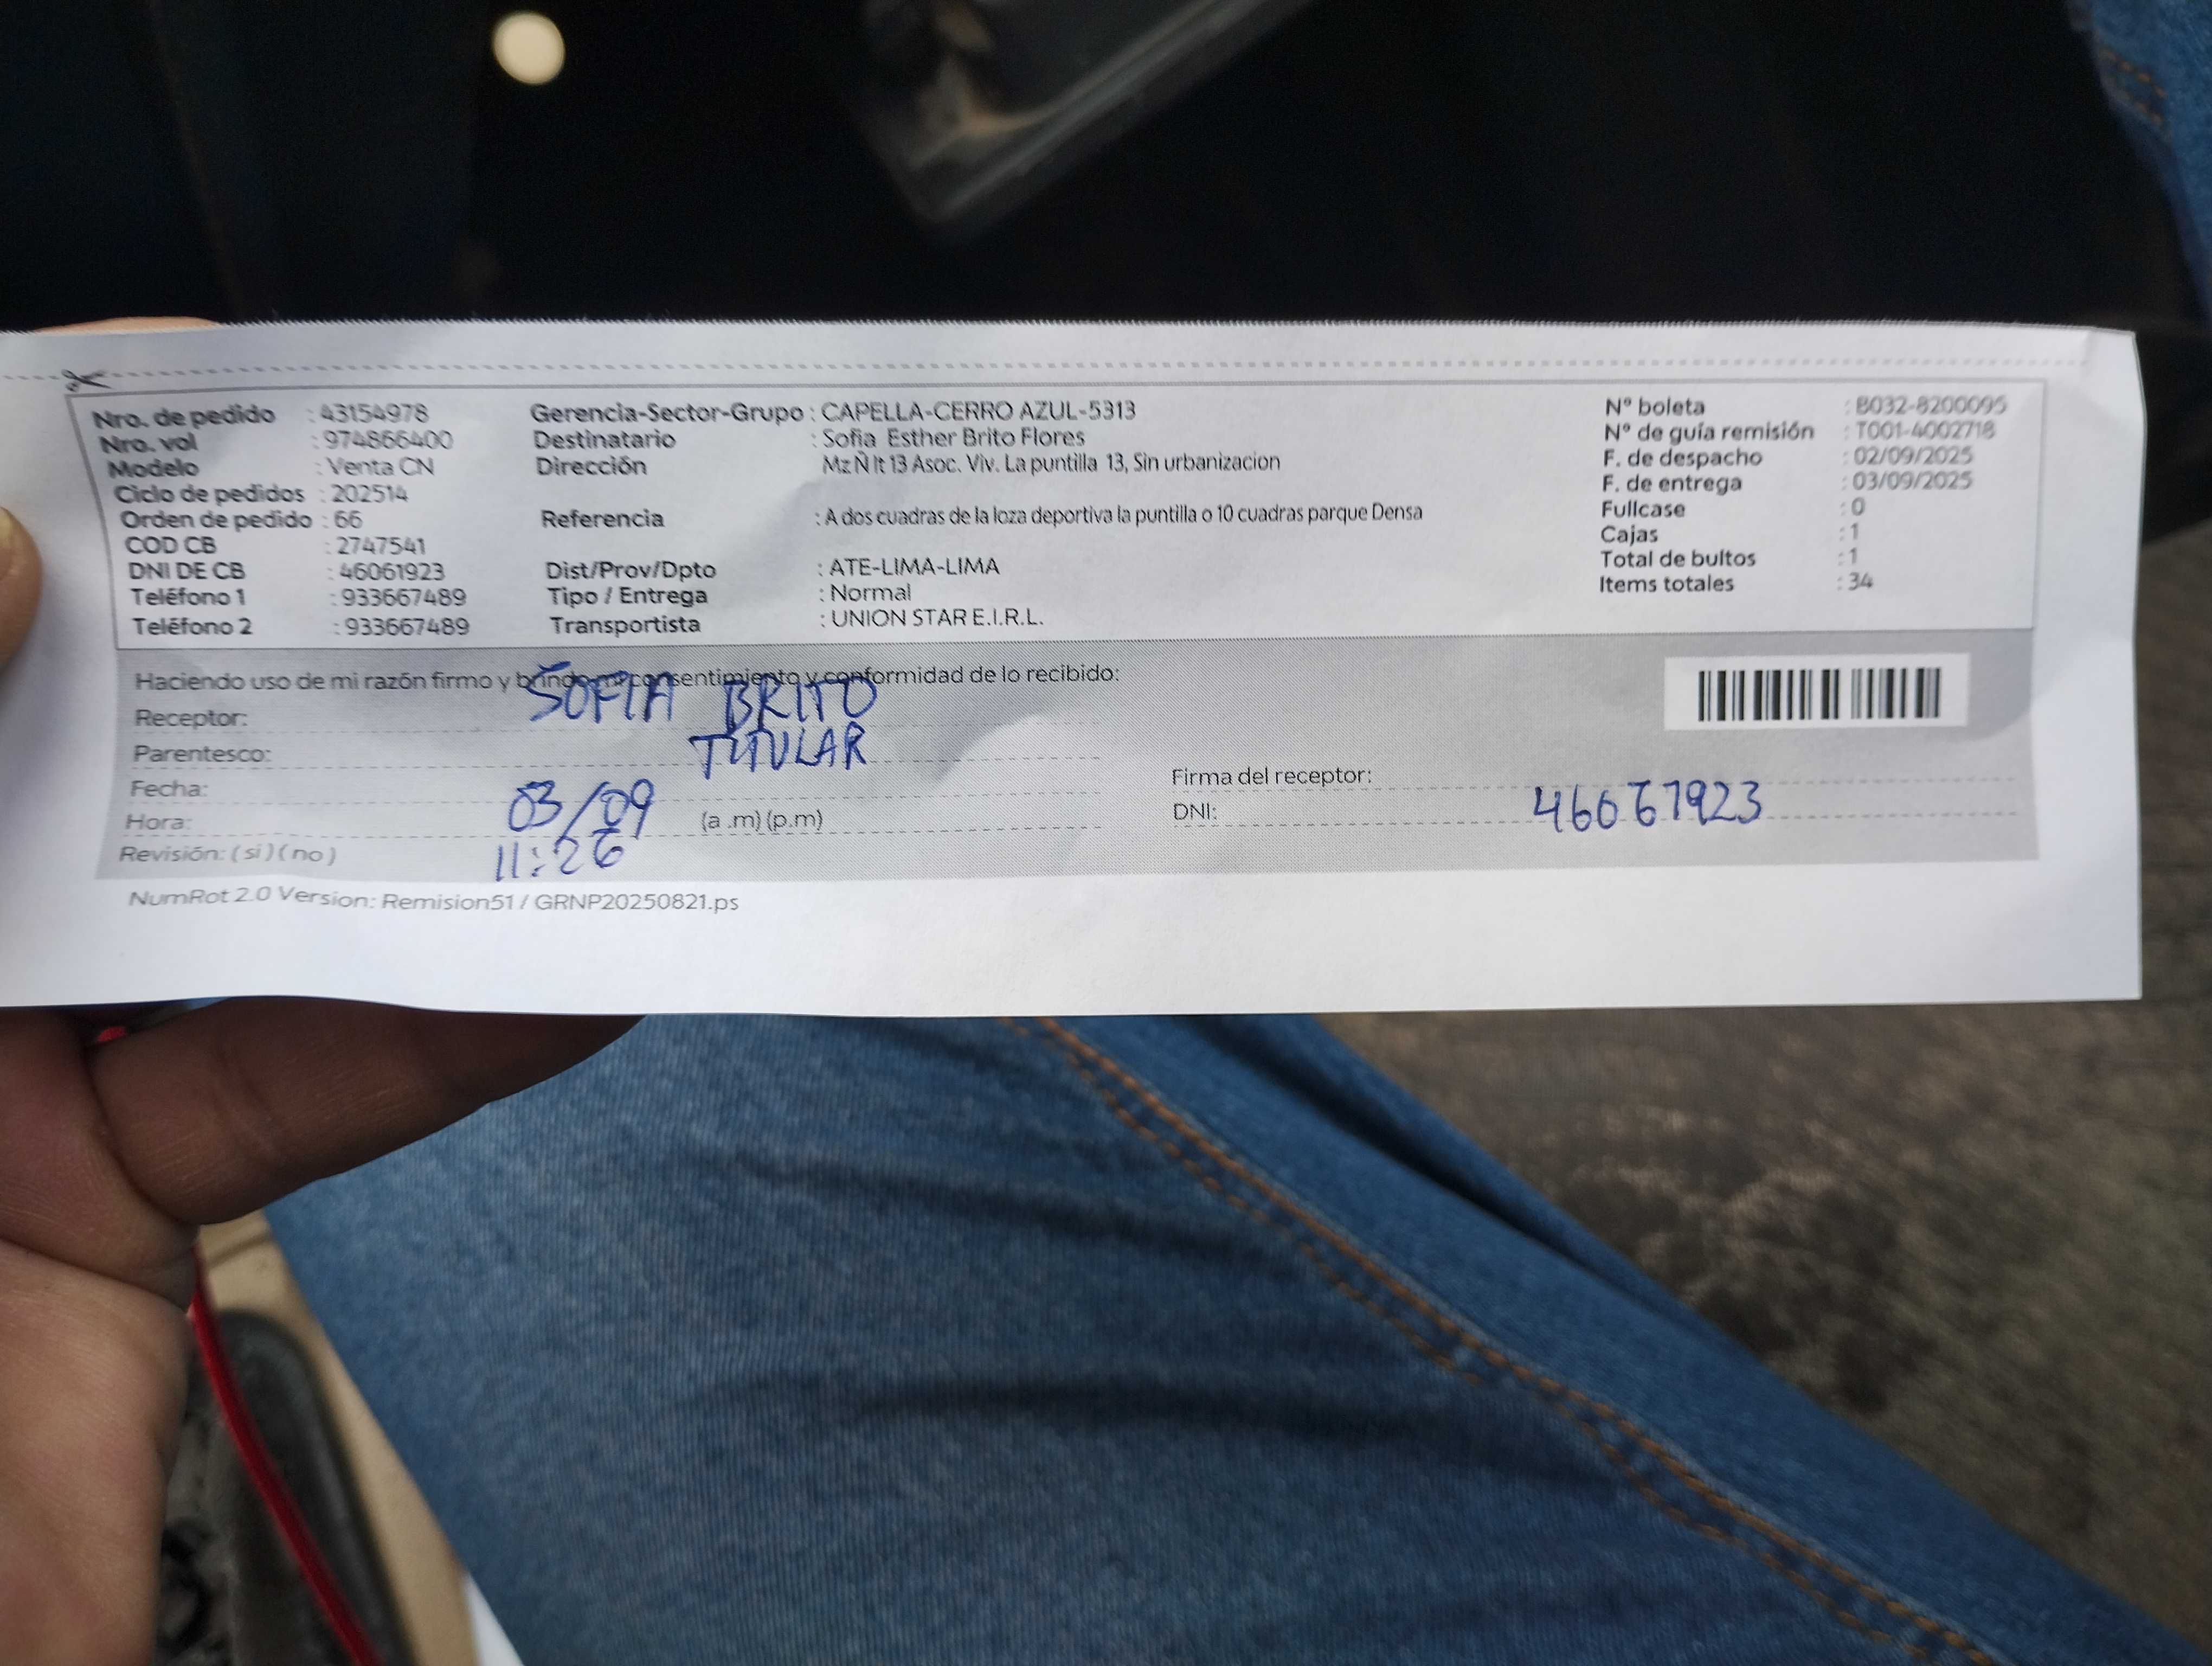 Nro. de pedido : 43154978
Nro. vol : 974866400
Modelo : Venta CN
Ciclo de pedidos : 202514
Orden de pedido : 66
COD CB : 2747541
DNI DE CB : 46061923
Teléfono 1 : 933667489
Teléfono 2 : 933667489
Gerencia-Sector-Grupo : CAPELLA-CERRO AZUL-5313
Destinatario : Sofia Esther Brito Flores
Dirección Mz Ñ lt 13 Asoc. Viv. La puntilla 13, Sin urbanizacion
Referencia : A dos cuadras de la loza deportiva la puntilla o 10 cuadras parque Densa
Dist/Prov/Dpto : ATE-LIMA-LIMA
Tipo / Entrega : Normal
Transportista : UNION STAR E.I.R.L.
Nº boleta : B032-8200095
Nº de guía remisión : T001-4002718
F. de despacho : 02/09/2025
F. de entrega : 03/09/2025
Fullcase : 0
Cajas : 1
Total de bultos : 1
Items totales : 34
Haciendo uso de mi razón firmo y brindo mi consentimiento y conformidad de lo recibido:
Receptor: SOFIA BRITO
Parentesco: TITULAR
Fecha: 03/09
Hora: 11:26 (a .m) (p.m)
Revisión: ( si ) ( no )
Firma del receptor:
DNI: 46061923
NumRot 2.0 Version: Remision51 / GRNP20250821.ps